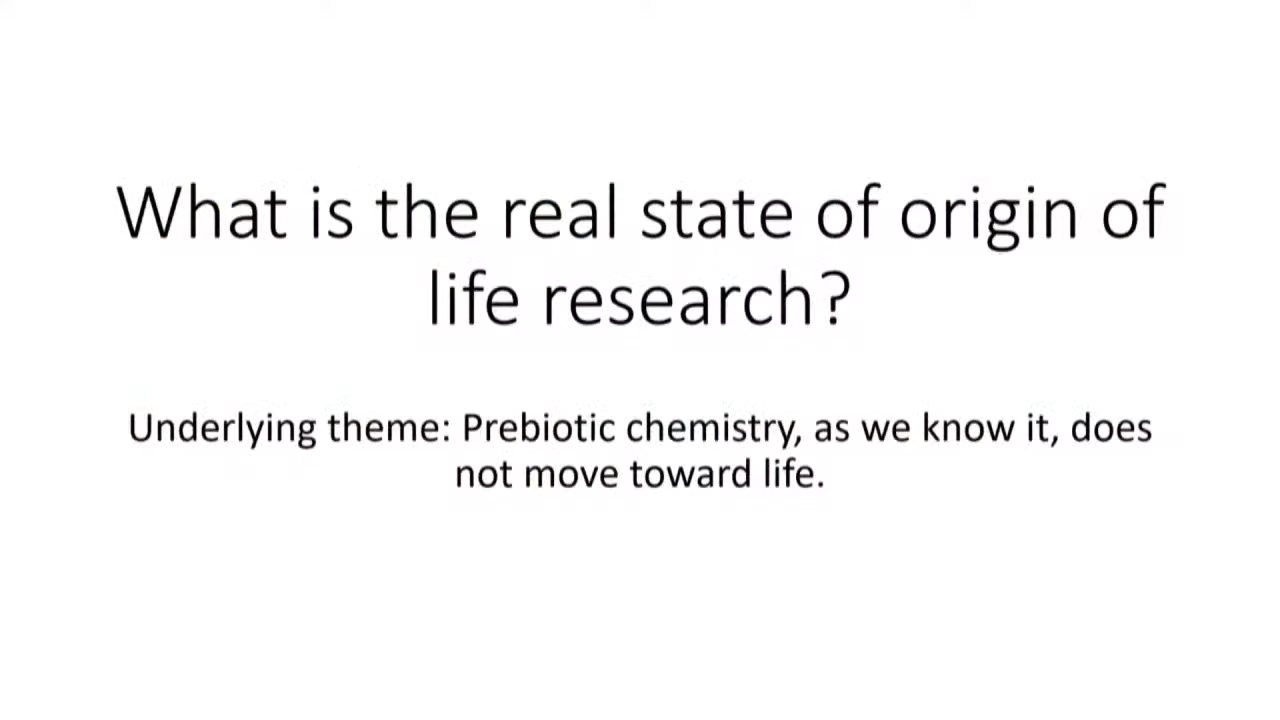 What is the real state of origin of
life research?
Underlying theme: Prebiotic chemistry, as we know it, does
not move toward life.